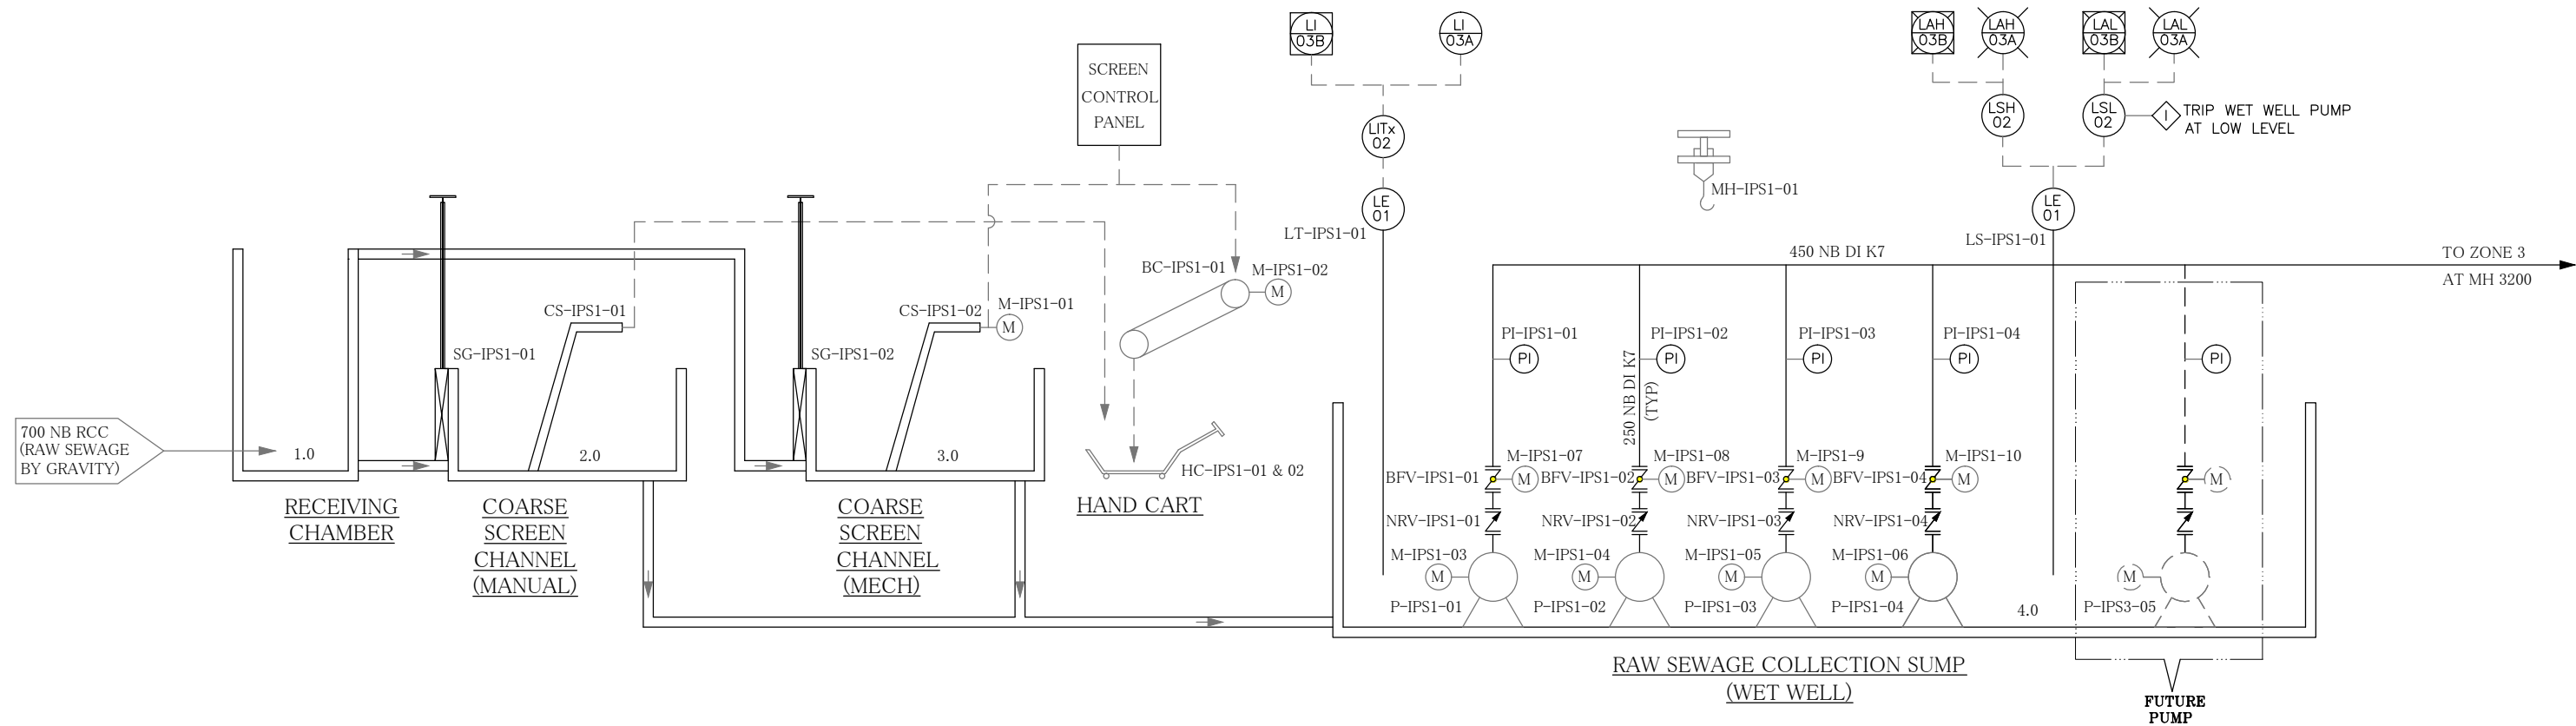 LI
03B
LI
03A
LAH
03B
LAH
03A
LAL
03B
LAL
03A
SCREEN
CONTROL
PANEL
LITx
02
LSH
02
LSL
02
I
TRIP WET WELL PUMP
AT LOW LEVEL
MH-IPS1-01
LE
01
LT-IPS1-01
LE
01
LS-IPS1-01
450 NB DI K7
TO ZONE 3
AT MH 3200
BC-IPS1-01
M-IPS1-02
M
CS-IPS1-01
CS-IPS1-02
M-IPS1-01
M
SG-IPS1-01
SG-IPS1-02
PI-IPS1-01
PI
PI-IPS1-02
PI
PI-IPS1-03
PI
PI-IPS1-04
PI
PI
250 NB DI K7
(TYP)
700 NB RCC
(RAW SEWAGE
BY GRAVITY)
1.0
2.0
3.0
HC-IPS1-01 & 02
HAND CART
RECEIVING
CHAMBER
COARSE
SCREEN
CHANNEL
(MANUAL)
COARSE
SCREEN
CHANNEL
(MECH)
M-IPS1-07
BFV-IPS1-01
M
M-IPS1-08
BFV-IPS1-02
M
M-IPS1-9
BFV-IPS1-03
M
M-IPS1-10
BFV-IPS1-04
M
M
NRV-IPS1-01
NRV-IPS1-02
NRV-IPS1-03
NRV-IPS1-04
M-IPS1-03
M
P-IPS1-01
M-IPS1-04
M
P-IPS1-02
M-IPS1-05
M
P-IPS1-03
M-IPS1-06
M
P-IPS1-04
4.0
M
P-IPS3-05
RAW SEWAGE COLLECTION SUMP
(WET WELL)
FUTURE
PUMP